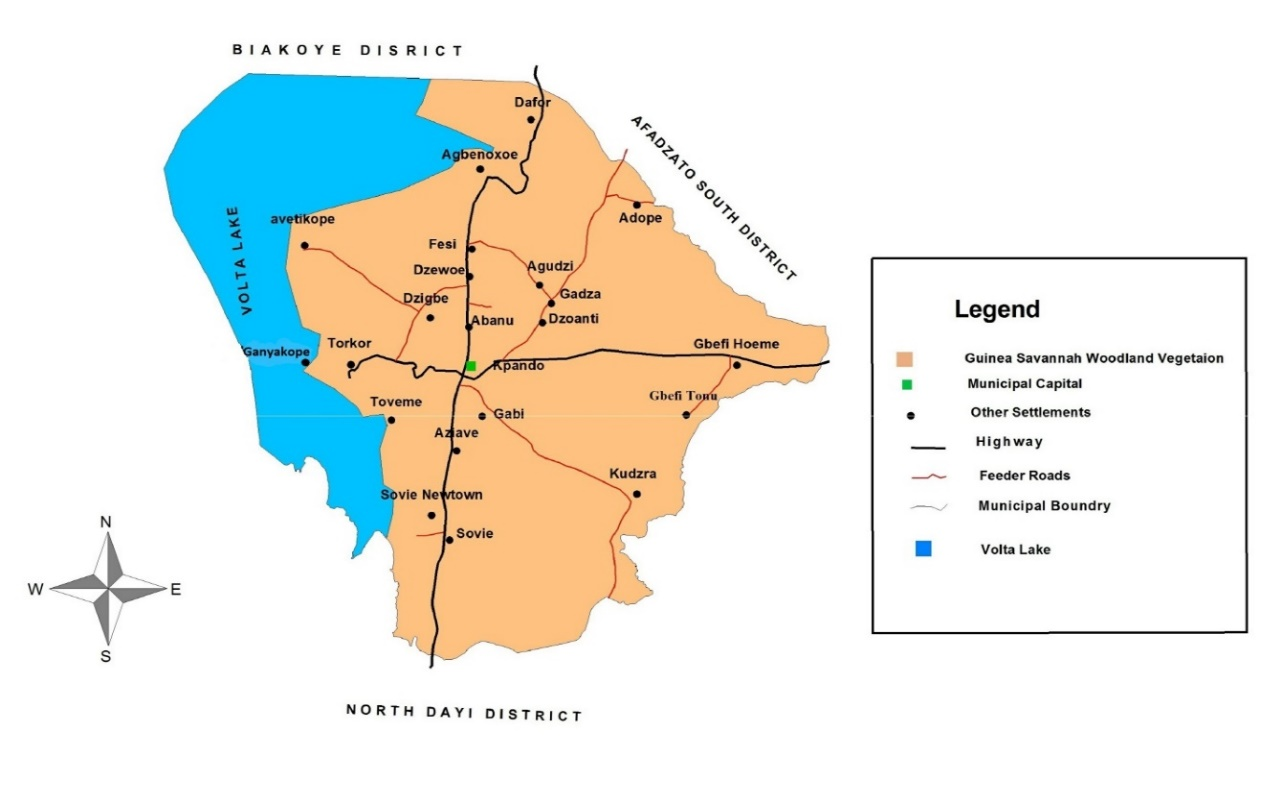 BIAKOYE DISRICT
Dafor
AFADZATO SOUTH DISTRICT
Agbenoxoe
VOLTA LAKE
avetikope
Adope
Fesi
Dzewoe
Agudzi
Dzigbe
Gadza
Abanu
Dzoanti
Ganyakope
Torkor
Kpando
Gbefi Hoeme
Toveme
Gabi
Gbefi Tonu
Aziave
Kudzra
Sovie Newtown
Sovie
N
W
E
S
NORTH DAYI DISTRICT
Legend
Guinea Savannah Woodland Vegetaion
Municipal Capital
Other Settlements
Highway
Feeder Roads
Municipal Boundry
Volta Lake